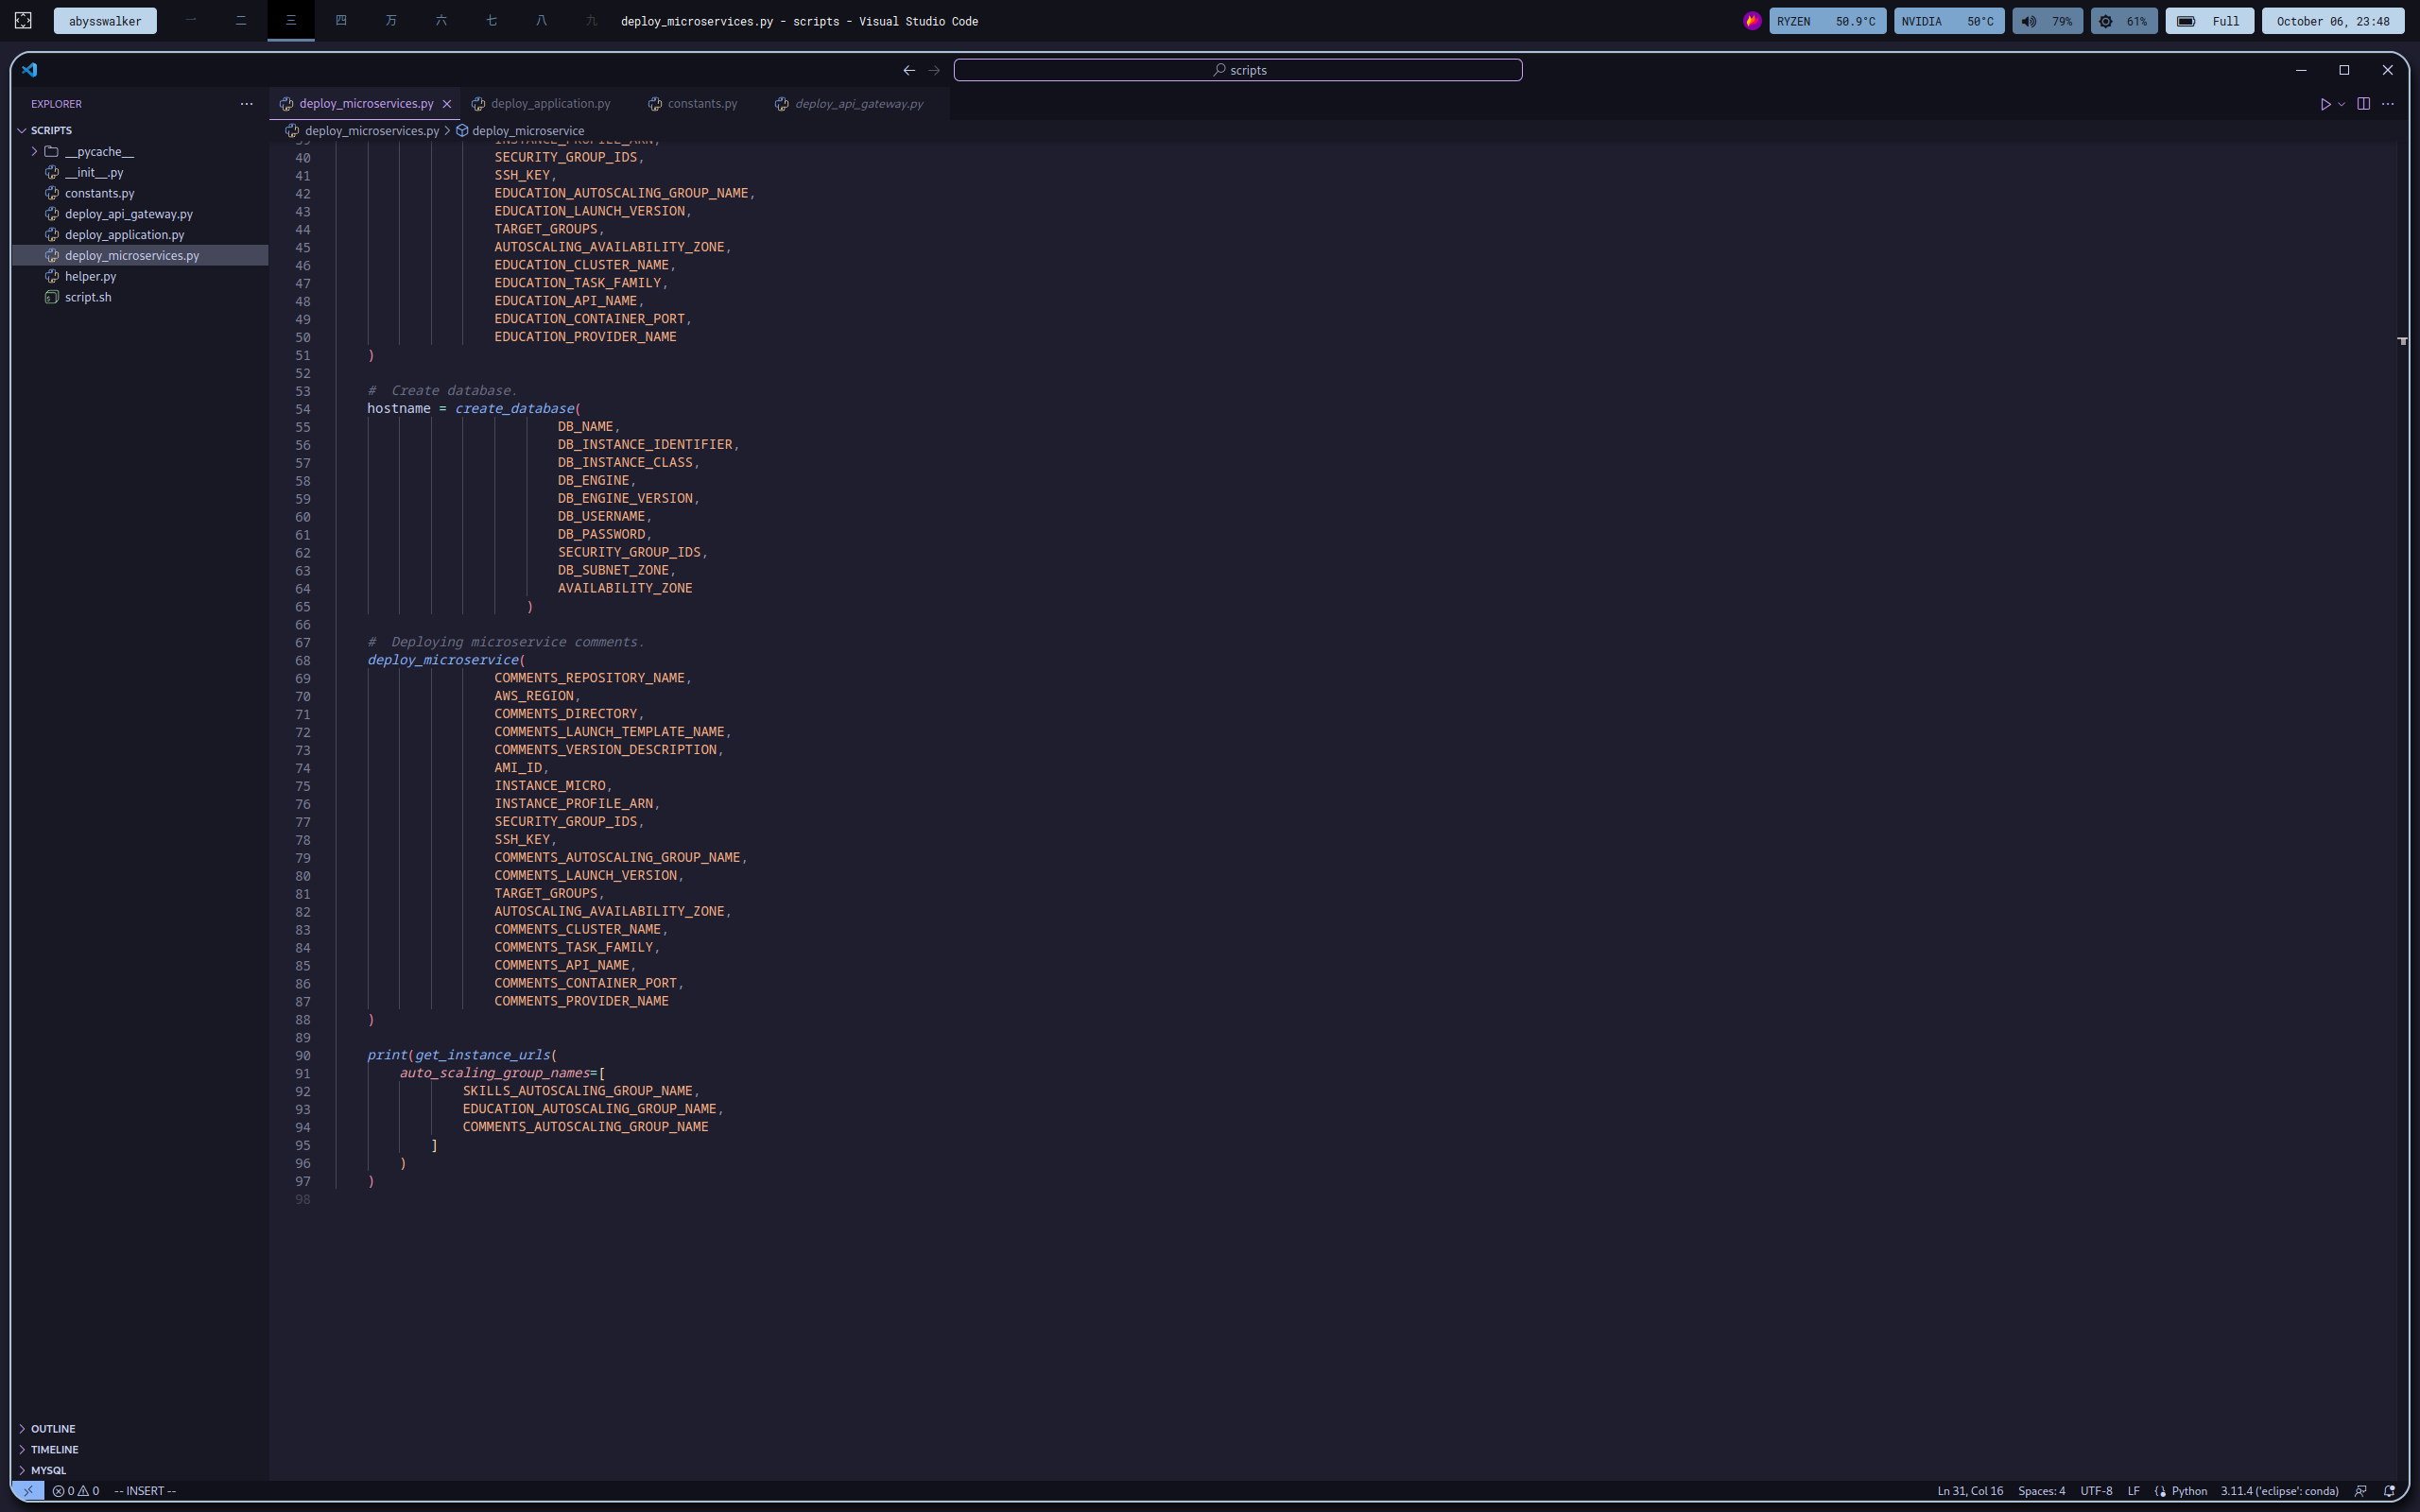 abysswalker 一 二 三 四 万 六 七 八 九 deploy_microservices.py - scripts - Visual Studio Code RYZEN 50.9°C NVIDIA 50°C 79% 61% Full October 06, 23:48
scripts
EXPLORER
deploy_microservices.py deploy_application.py constants.py deploy_api_gateway.py
deploy_microservices.py > deploy_microservice
SCRIPTS
__pycache__
__init__.py
constants.py
deploy_api_gateway.py
deploy_application.py
deploy_microservices.py
helper.py
script.sh
39 INSTANCE_PROFILE_ARN,
40 SECURITY_GROUP_IDS,
41 SSH_KEY,
42 EDUCATION_AUTOSCALING_GROUP_NAME,
43 EDUCATION_LAUNCH_VERSION,
44 TARGET_GROUPS,
45 AUTOSCALING_AVAILABILITY_ZONE,
46 EDUCATION_CLUSTER_NAME,
47 EDUCATION_TASK_FAMILY,
48 EDUCATION_API_NAME,
49 EDUCATION_CONTAINER_PORT,
50 EDUCATION_PROVIDER_NAME
51 )
52
53 #  Create database.
54 hostname = create_database(
55 DB_NAME,
56 DB_INSTANCE_IDENTIFIER,
57 DB_INSTANCE_CLASS,
58 DB_ENGINE,
59 DB_ENGINE_VERSION,
60 DB_USERNAME,
61 DB_PASSWORD,
62 SECURITY_GROUP_IDS,
63 DB_SUBNET_ZONE,
64 AVAILABILITY_ZONE
65 )
66
67 #  Deploying microservice comments.
68 deploy_microservice(
69 COMMENTS_REPOSITORY_NAME,
70 AWS_REGION,
71 COMMENTS_DIRECTORY,
72 COMMENTS_LAUNCH_TEMPLATE_NAME,
73 COMMENTS_VERSION_DESCRIPTION,
74 AMI_ID,
75 INSTANCE_MICRO,
76 INSTANCE_PROFILE_ARN,
77 SECURITY_GROUP_IDS,
78 SSH_KEY,
79 COMMENTS_AUTOSCALING_GROUP_NAME,
80 COMMENTS_LAUNCH_VERSION,
81 TARGET_GROUPS,
82 AUTOSCALING_AVAILABILITY_ZONE,
83 COMMENTS_CLUSTER_NAME,
84 COMMENTS_TASK_FAMILY,
85 COMMENTS_API_NAME,
86 COMMENTS_CONTAINER_PORT,
87 COMMENTS_PROVIDER_NAME
88 )
89
90 print(get_instance_urls(
91 auto_scaling_group_names=[
92 SKILLS_AUTOSCALING_GROUP_NAME,
93 EDUCATION_AUTOSCALING_GROUP_NAME,
94 COMMENTS_AUTOSCALING_GROUP_NAME
95 ]
96 )
97 )
98
OUTLINE
TIMELINE
MYSQL
0 0 -- INSERT -- Ln 31, Col 16 Spaces: 4 UTF-8 LF Python 3.11.4 ('eclipse': conda)